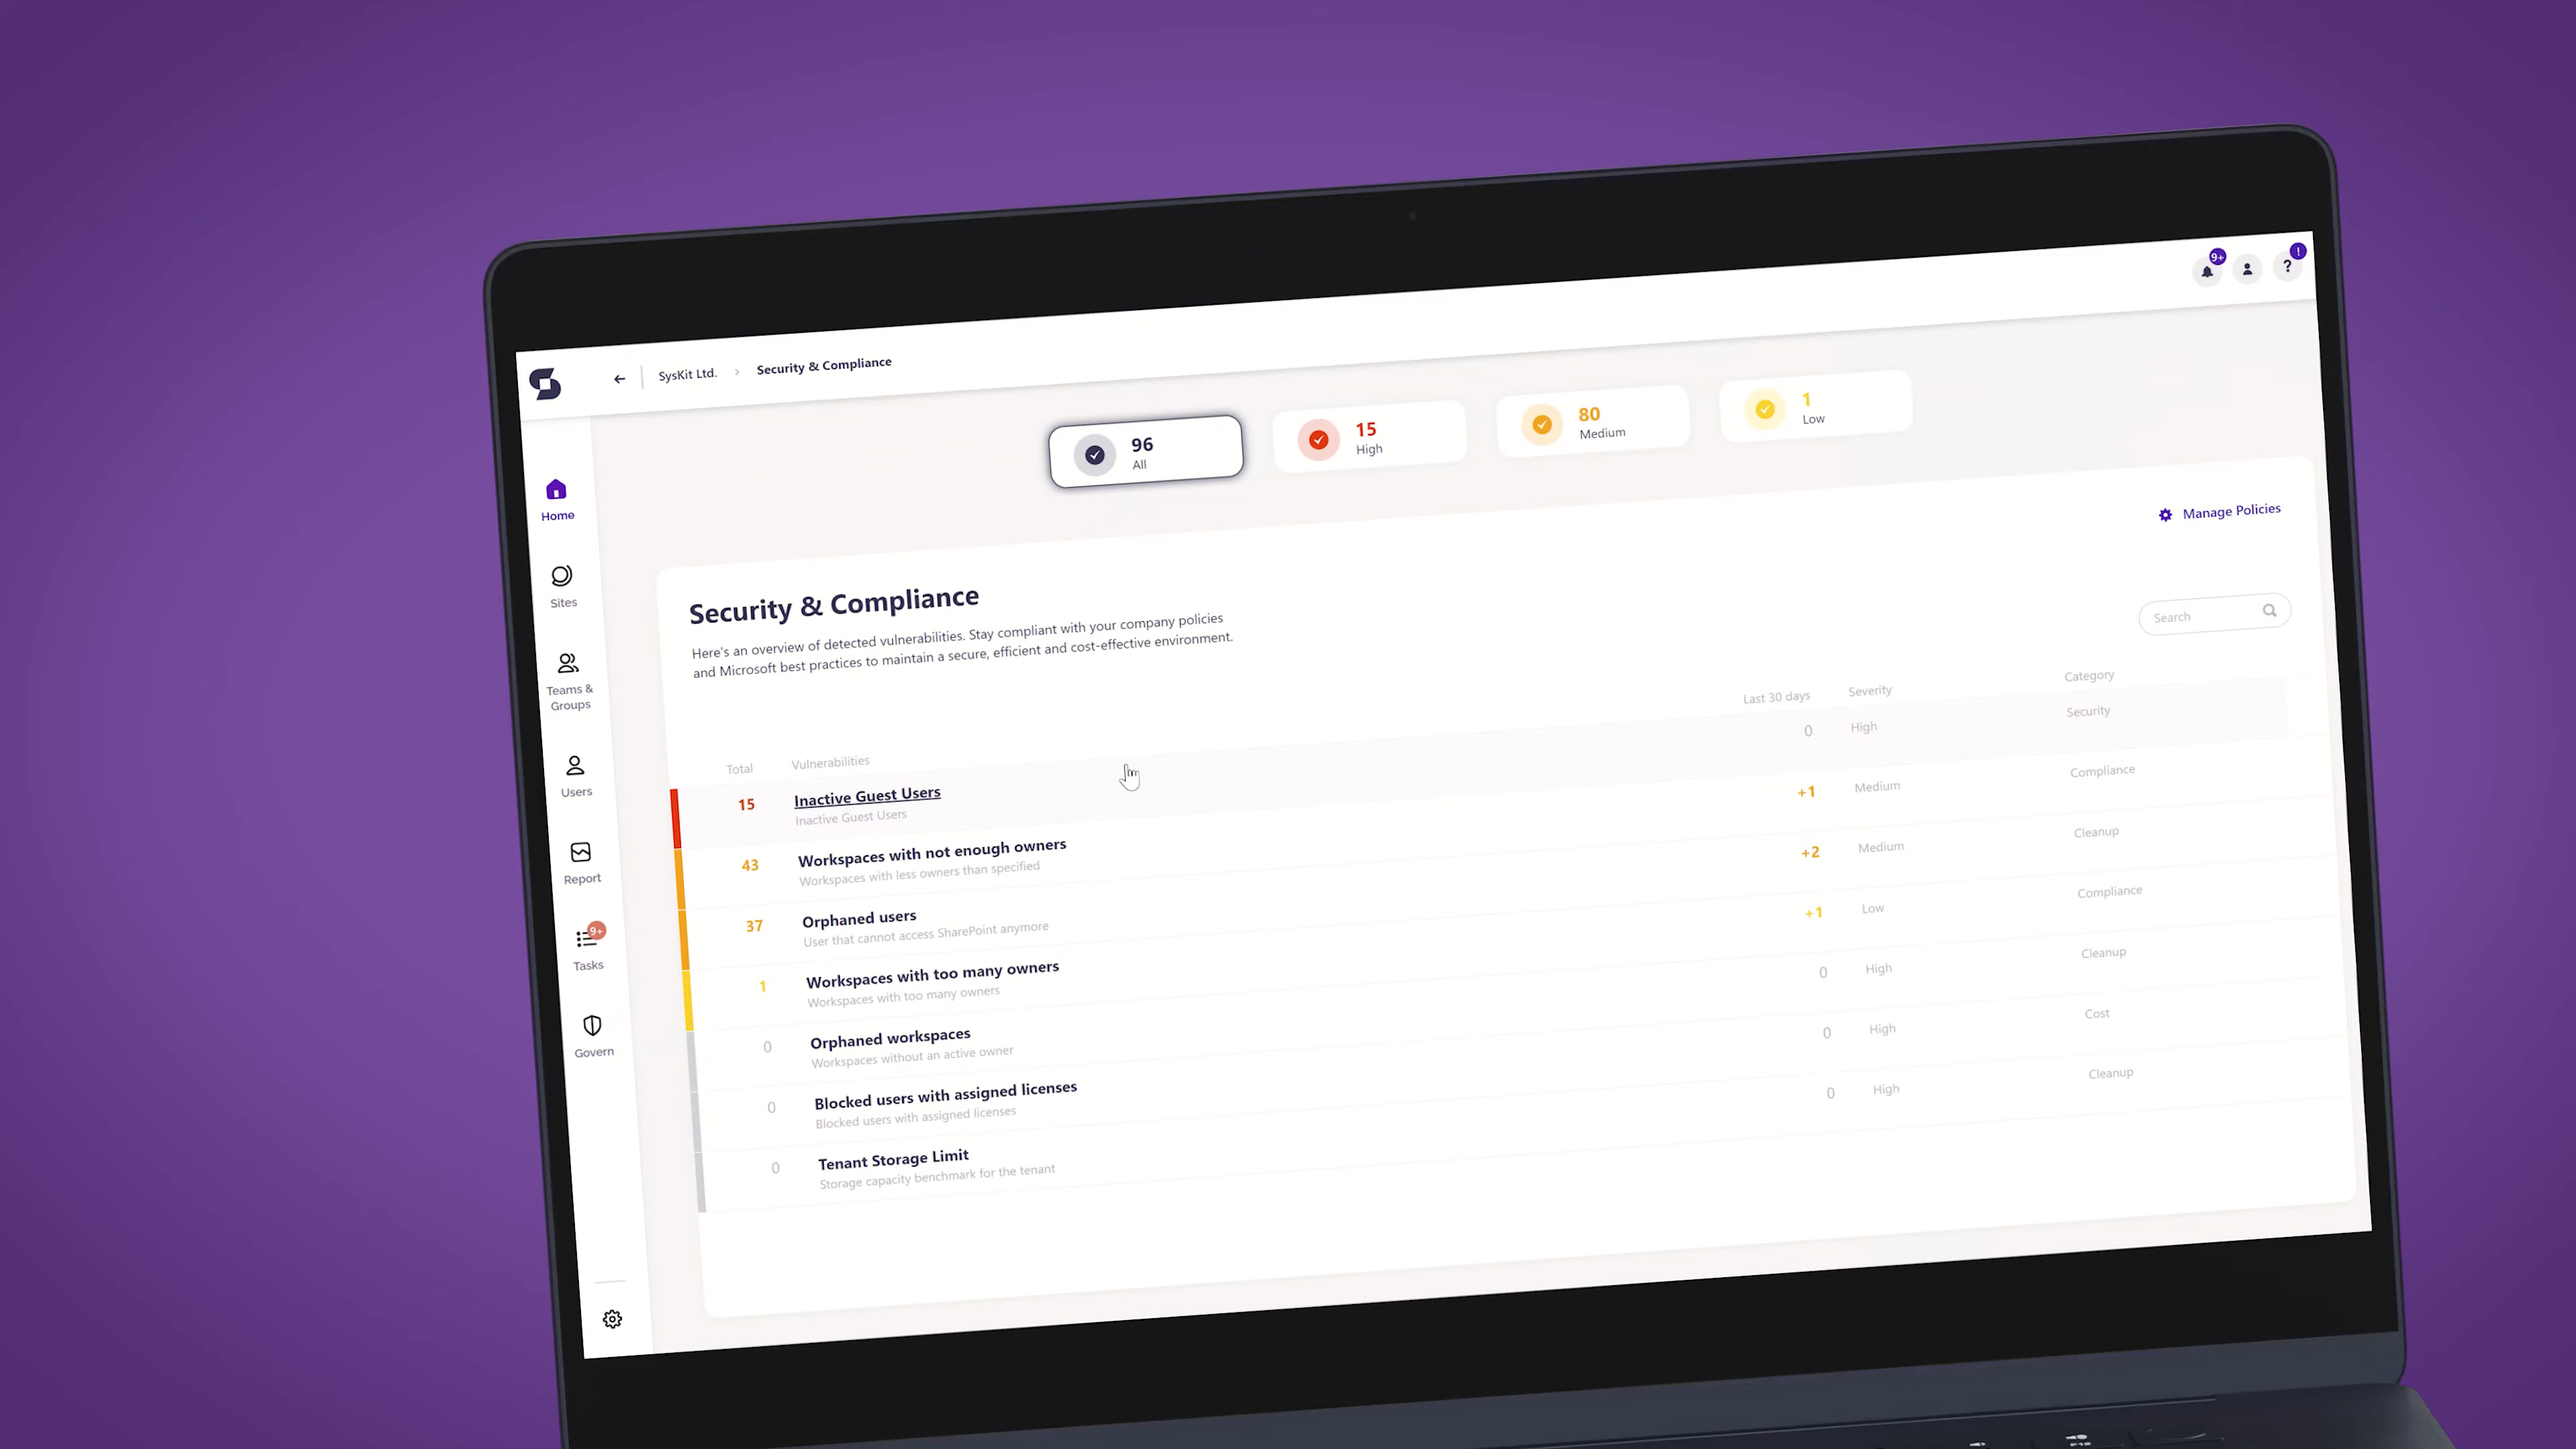 9+
!
SysKit Ltd.
Security & Compliance
96
All
15
High
80
Medium
1
Low
Home
Sites
Teams &
Groups
Users
Report
9+
Tasks
Govern
Manage Policies
Security & Compliance
Here's an overview of detected vulnerabilities. Stay compliant with your company policies
and Microsoft best practices to maintain a secure, efficient and cost-effective environment.
Search
Total Vulnerabilities Last 30 days Severity Category
15 Inactive Guest Users 0 High Security
Inactive Guest Users
43 Workspaces with not enough owners +1 Medium Compliance
Workspaces with less owners than specified
37 Orphaned users +2 Medium Cleanup
User that cannot access SharePoint anymore
1 Workspaces with too many owners +1 Low Compliance
Workspaces with too many owners
0 Orphaned workspaces 0 High Cleanup
Workspaces without an active owner
0 Blocked users with assigned licenses 0 High Cost
Blocked users with assigned licenses
0 Tenant Storage Limit 0 High Cleanup
Storage capacity benchmark for the tenant